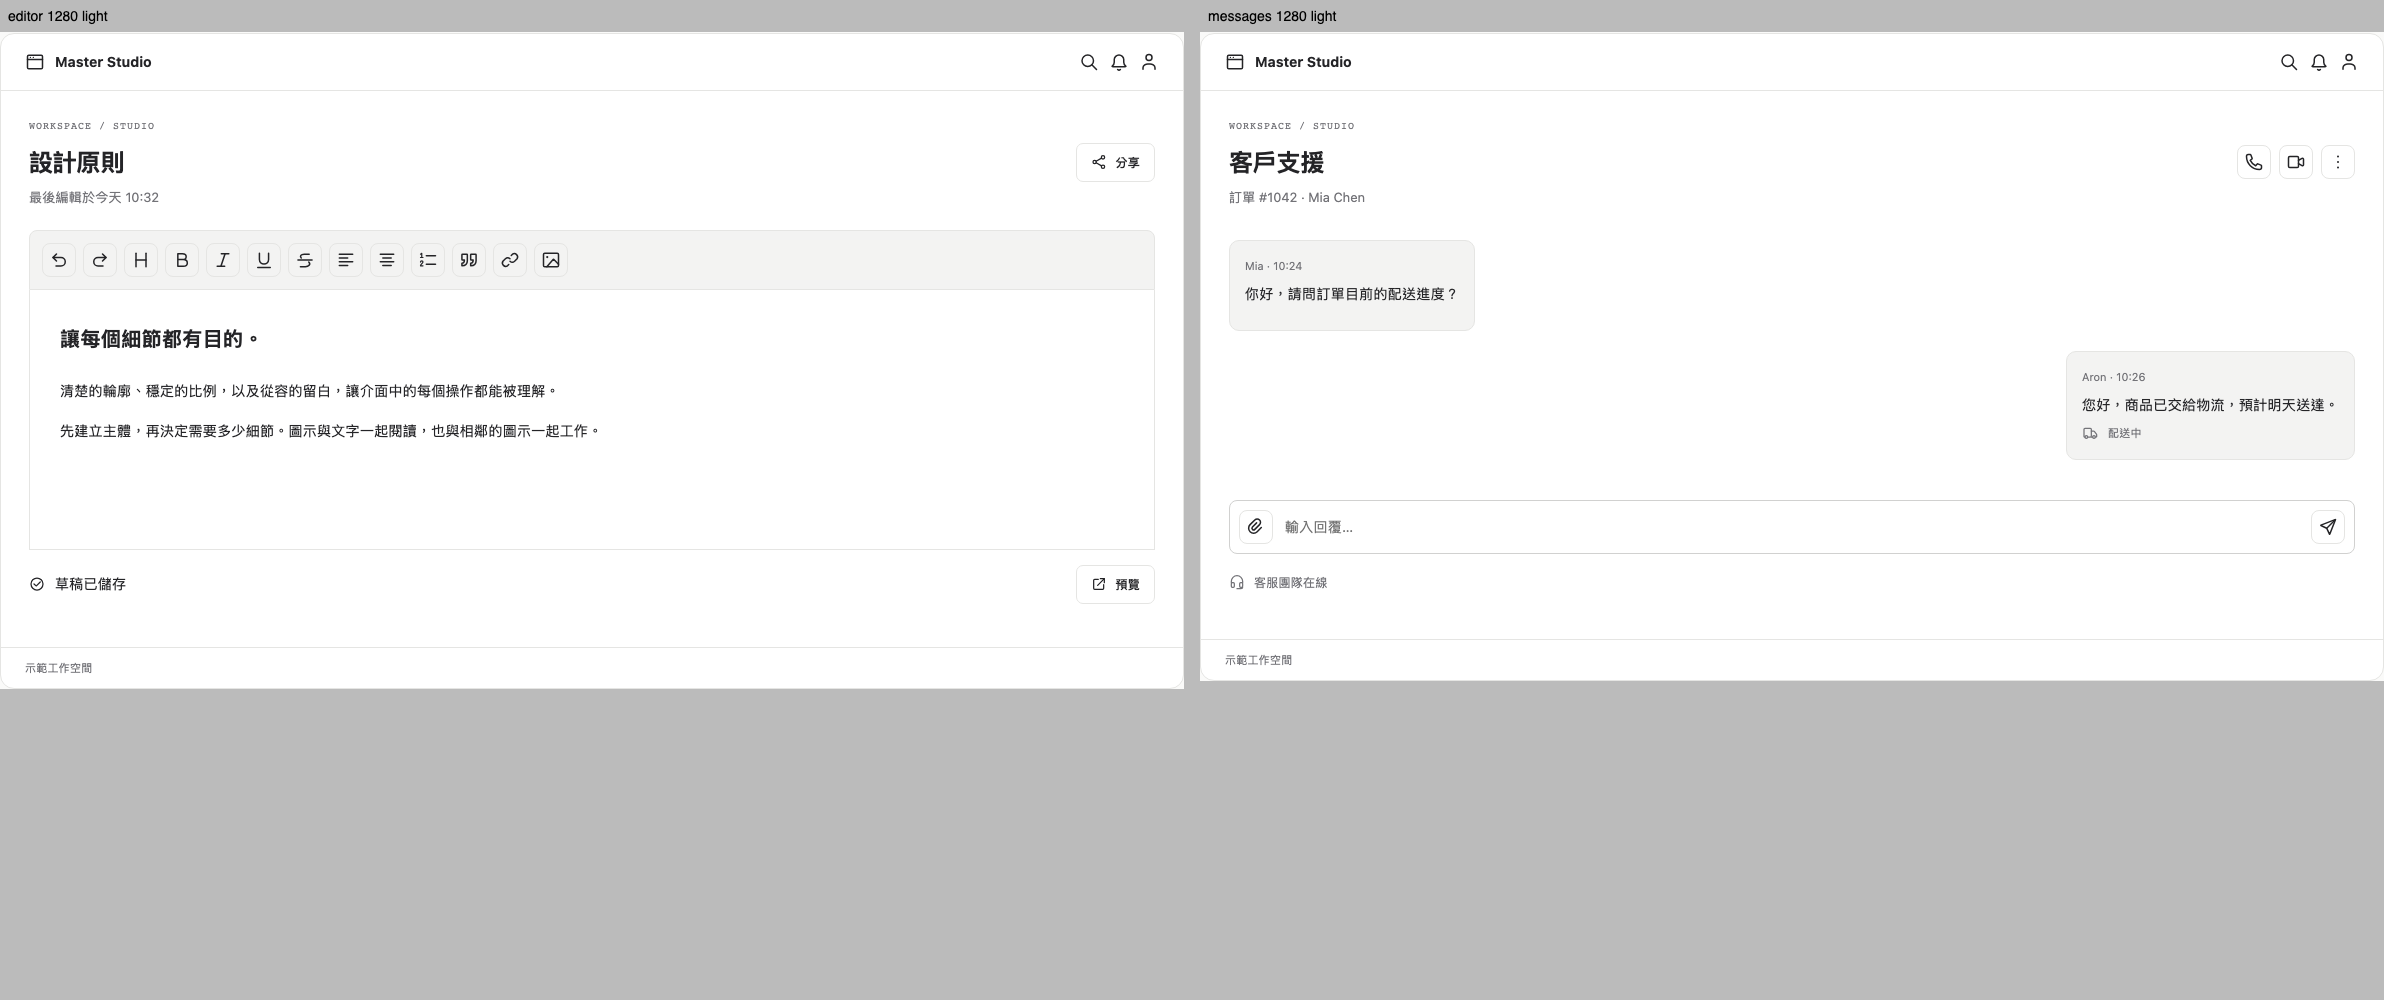 editor 1280 light
Master Studio
WORKSPACE / STUDIO
設計原則
分享
最後編輯於今天 10:32
讓每個細節都有目的。
清楚的輪廓、穩定的比例，以及從容的留白，讓介面中的每個操作都能被理解。
先建立主體，再決定需要多少細節。圖示與文字一起閱讀，也與相鄰的圖示一起工作。
草稿已儲存
預覽
示範工作空間
messages 1280 light
Master Studio
WORKSPACE / STUDIO
客戶支援
訂單 #1042 · Mia Chen
Mia · 10:24
你好，請問訂單目前的配送進度？
Aron · 10:26
您好，商品已交給物流，預計明天送達。
配送中
輸入回覆...
客服團隊在線
示範工作空間